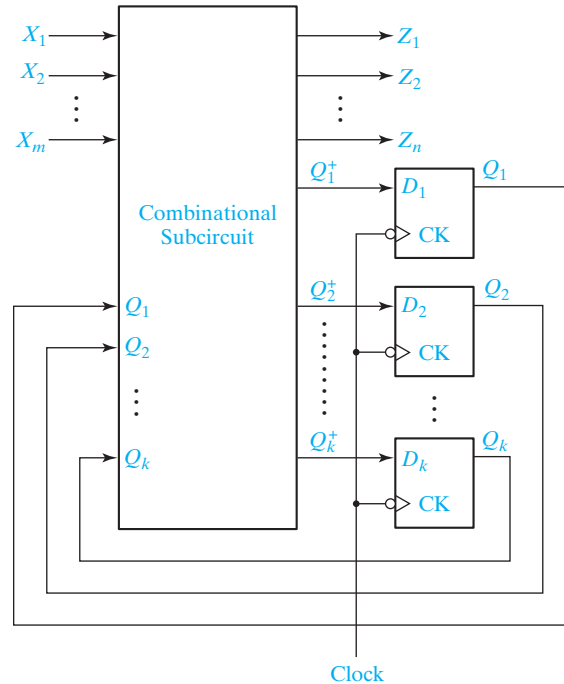 X₁
Z₁
X₂
Z₂
Xₘ
Zₙ
Combinational
Subcircuit
Q₁⁺
D₁
Q₁
CK
Q₁
Q₂⁺
D₂
Q₂
Q₂
CK
Qₖ
Qₖ⁺
Dₖ
Qₖ
CK
Clock